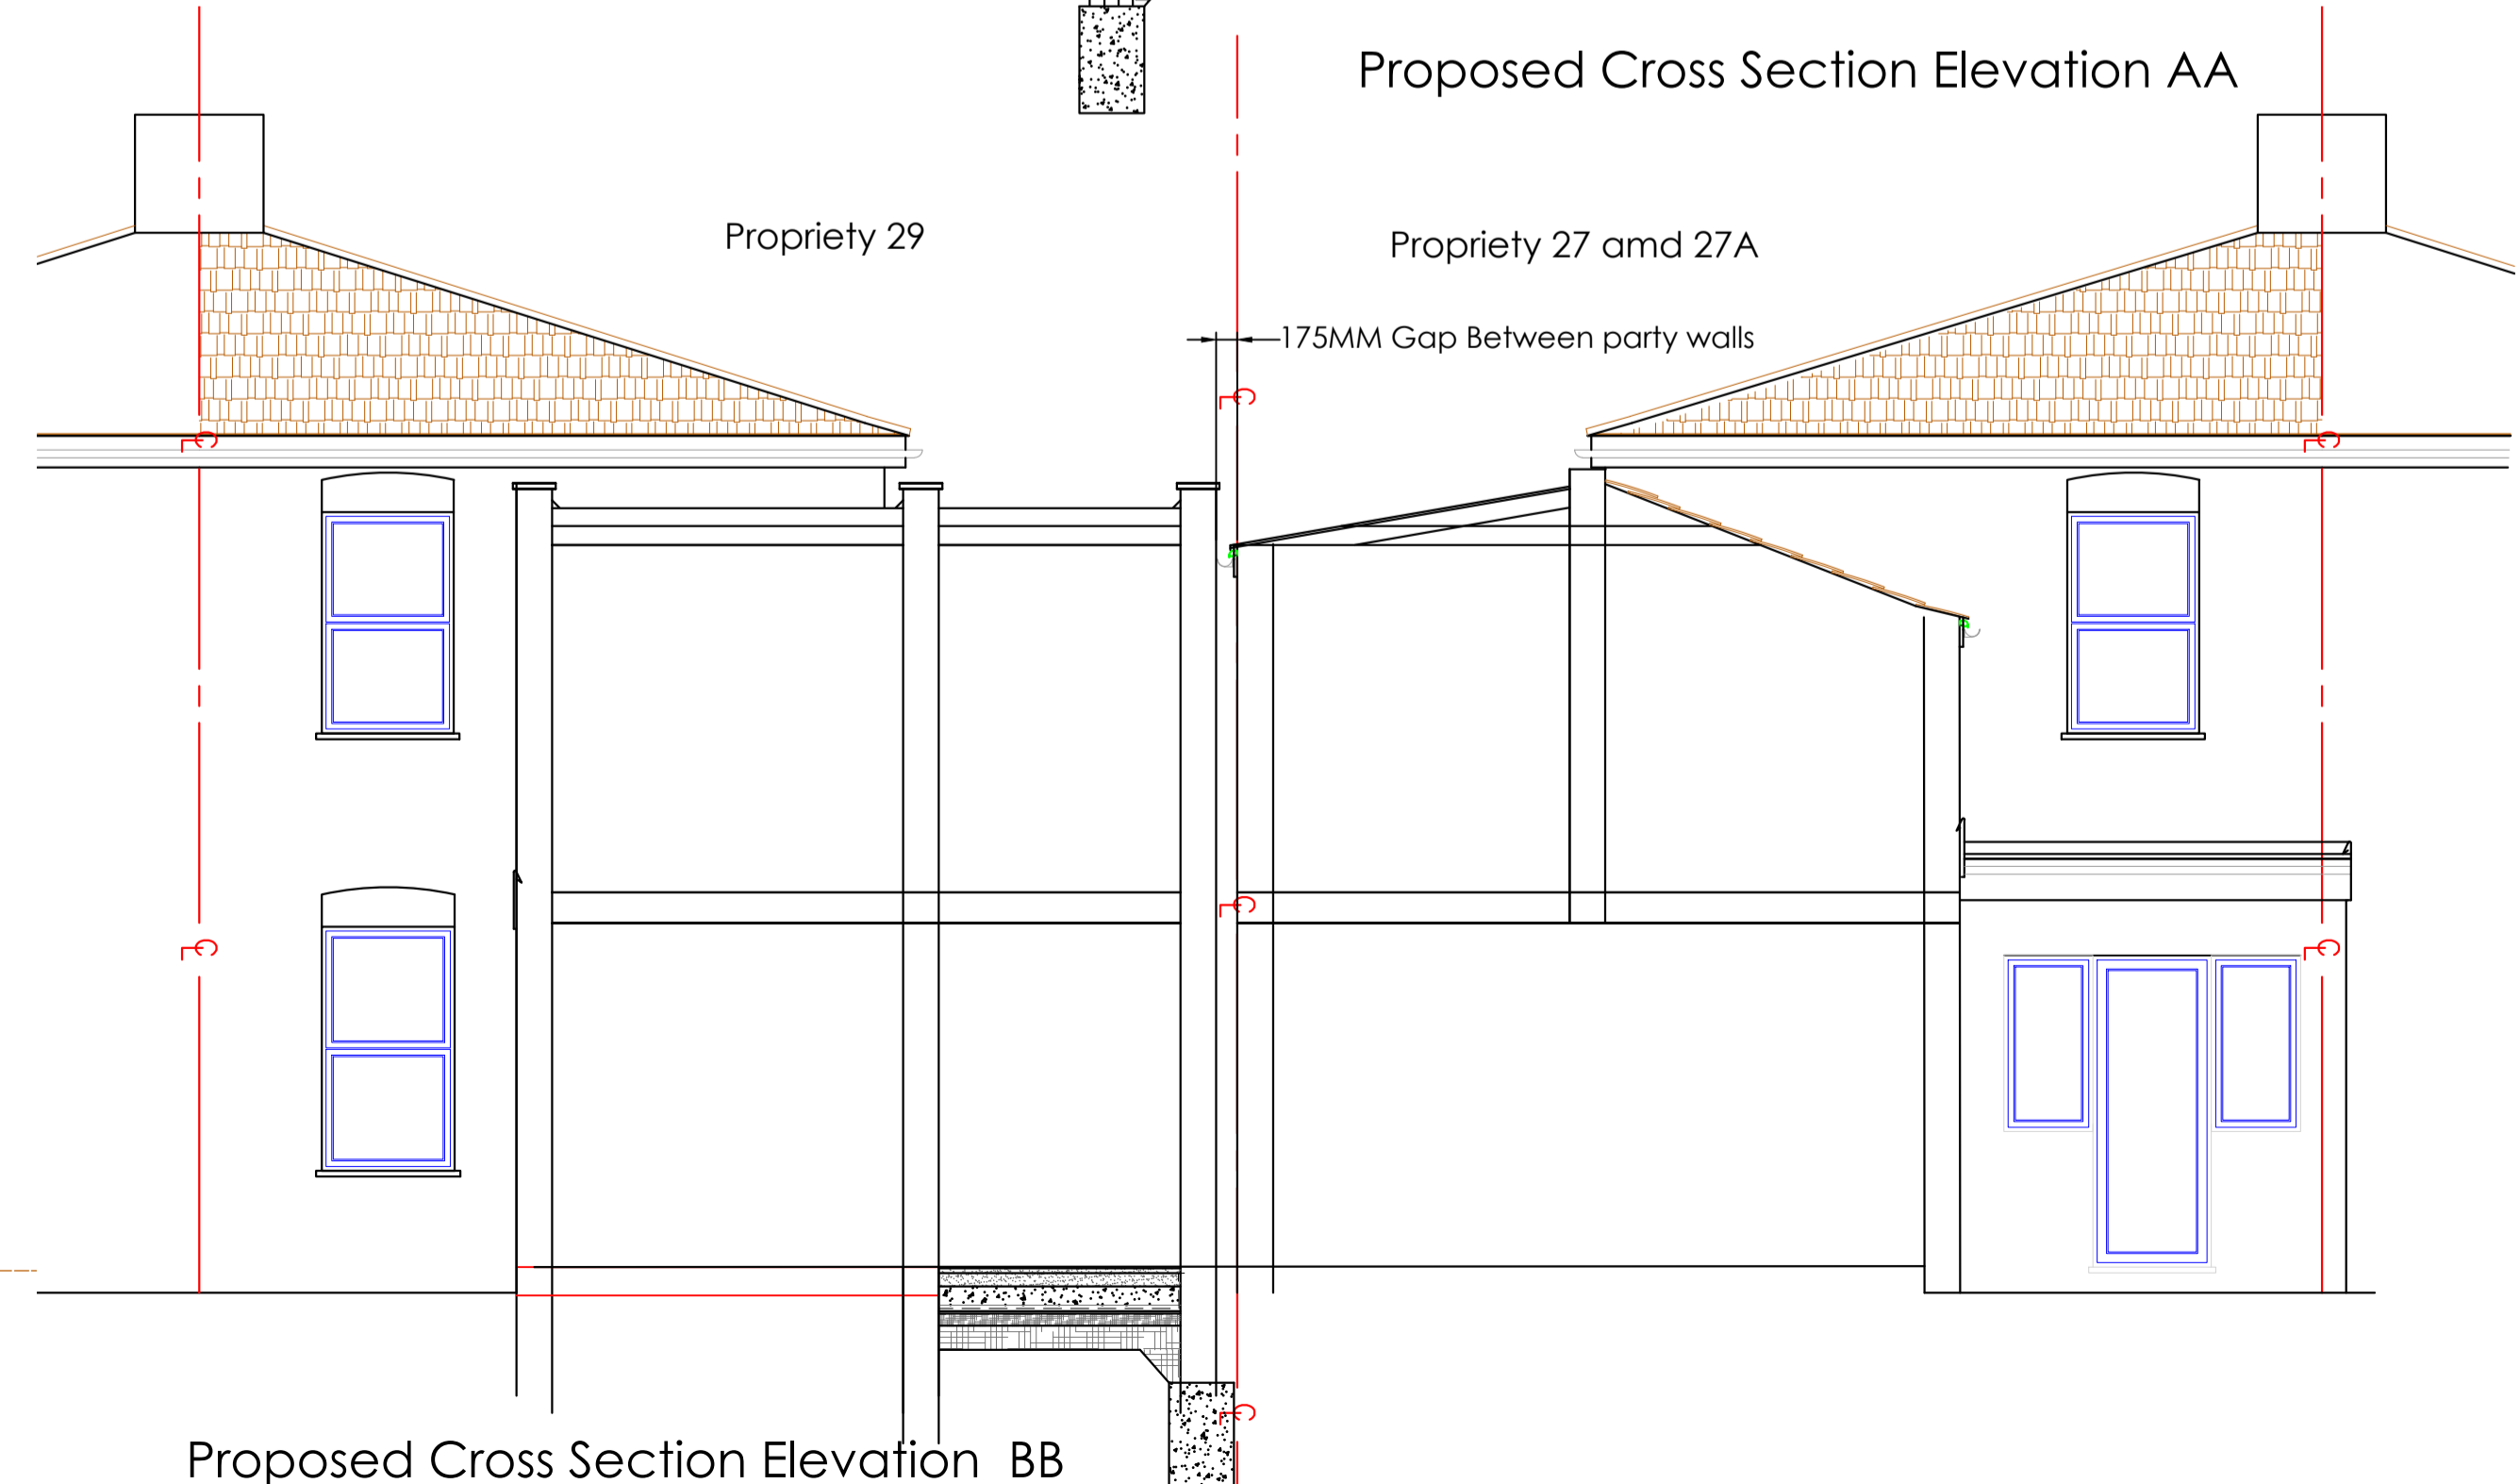 Proposed Cross Section Elevation AA
Propriety 29
Propriety 27 amd 27A
175MM Gap Between party walls
Proposed Cross Section Elevation BB